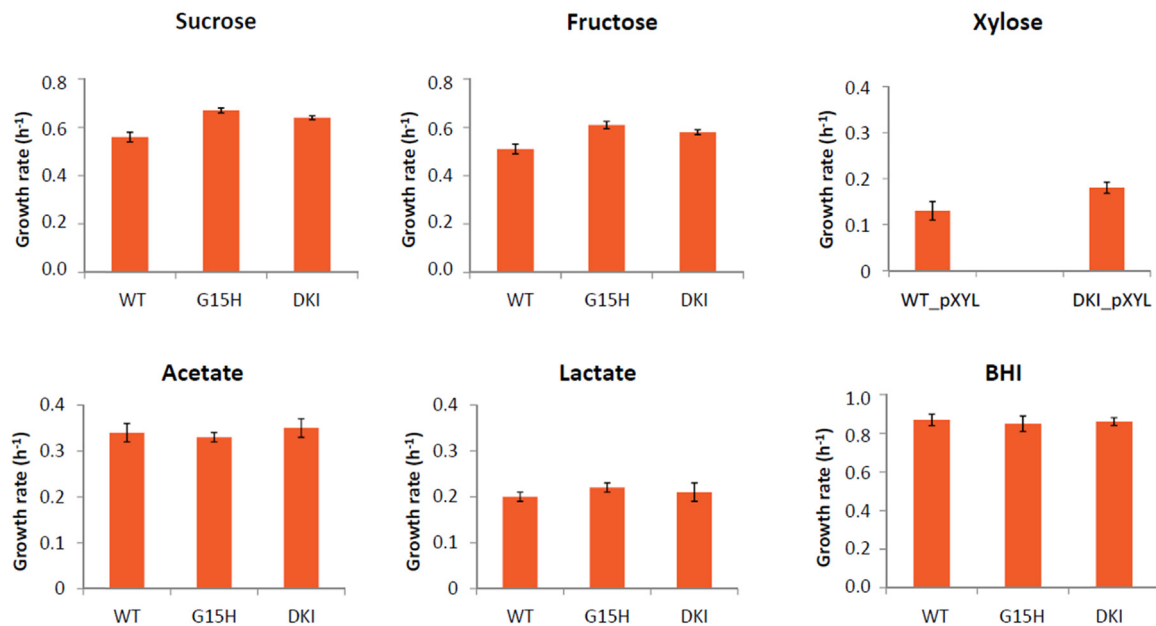 Sucrose
Growth rate (h⁻¹)
0.8
0.6
0.4
0.2
0.0
WT G15H DKI
Fructose
Growth rate (h⁻¹)
0.8
0.6
0.4
0.2
0.0
WT G15H DKI
Xylose
Growth rate (h⁻¹)
0.4
0.3
0.2
0.1
0
WT_pXYL DKI_pXYL
Acetate
Growth rate (h⁻¹)
0.4
0.3
0.2
0.1
0
WT G15H DKI
Lactate
Growth rate (h⁻¹)
0.4
0.3
0.2
0.1
0
WT G15H DKI
BHI
Growth rate (h⁻¹)
1.0
0.8
0.6
0.4
0.2
0.0
WT G15H DKI